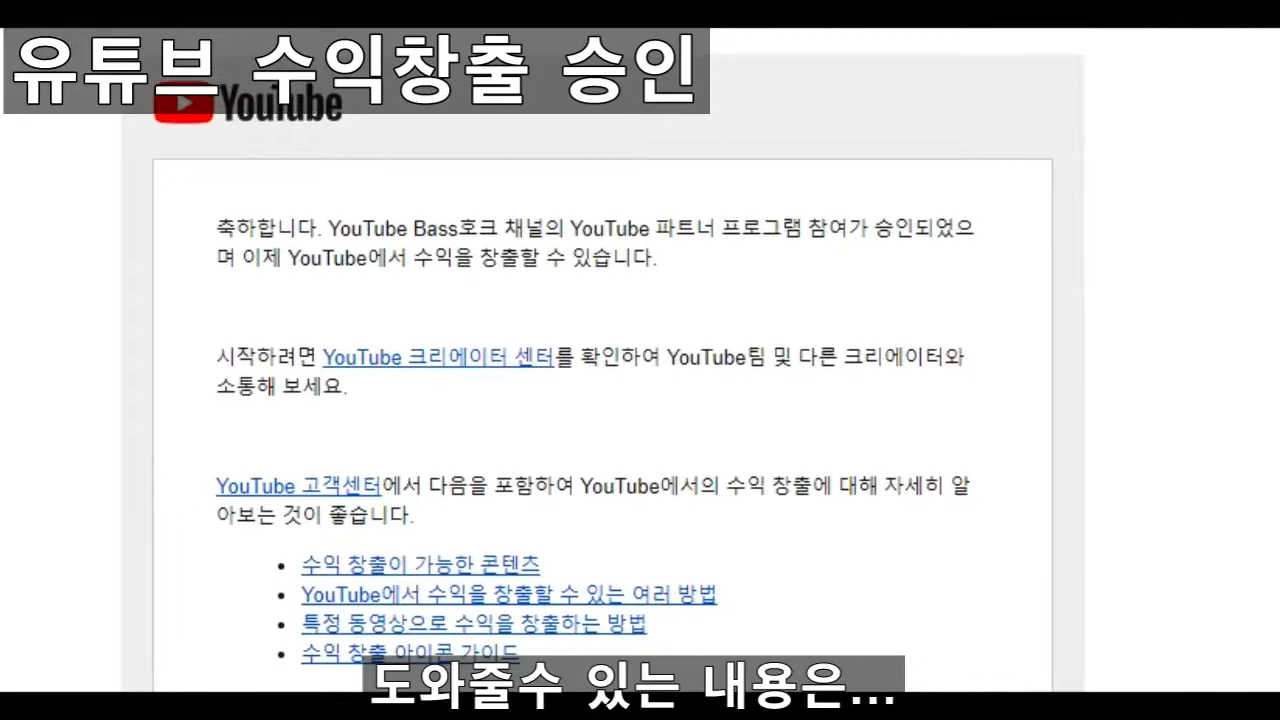 유튜브 수익창출 승인
YouTube
축하합니다. YouTube Bass호크 채널의 YouTube 파트너 프로그램 참여가 승인되었으
며 이제 YouTube에서 수익을 창출할 수 있습니다.
시작하려면 YouTube 크리에이터 센터를 확인하여 YouTube팀 및 다른 크리에이터와
소통해 보세요.
YouTube 고객센터에서 다음을 포함하여 YouTube에서의 수익 창출에 대해 자세히 알
아보는 것이 좋습니다.
• 수익 창출이 가능한 콘텐츠
• YouTube에서 수익을 창출할 수 있는 여러 방법
• 특정 동영상으로 수익을 창출하는 방법
• 수익 창출 아이콘 가이드
도와줄수 있는 내용은...